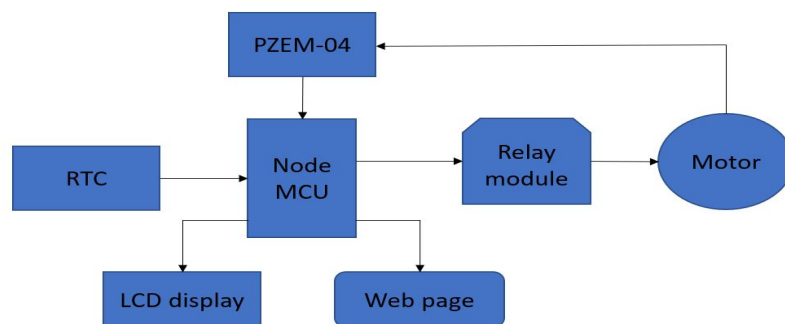 PZEM-04
RTC
Node
MCU
Relay
module
Motor
LCD display
Web page